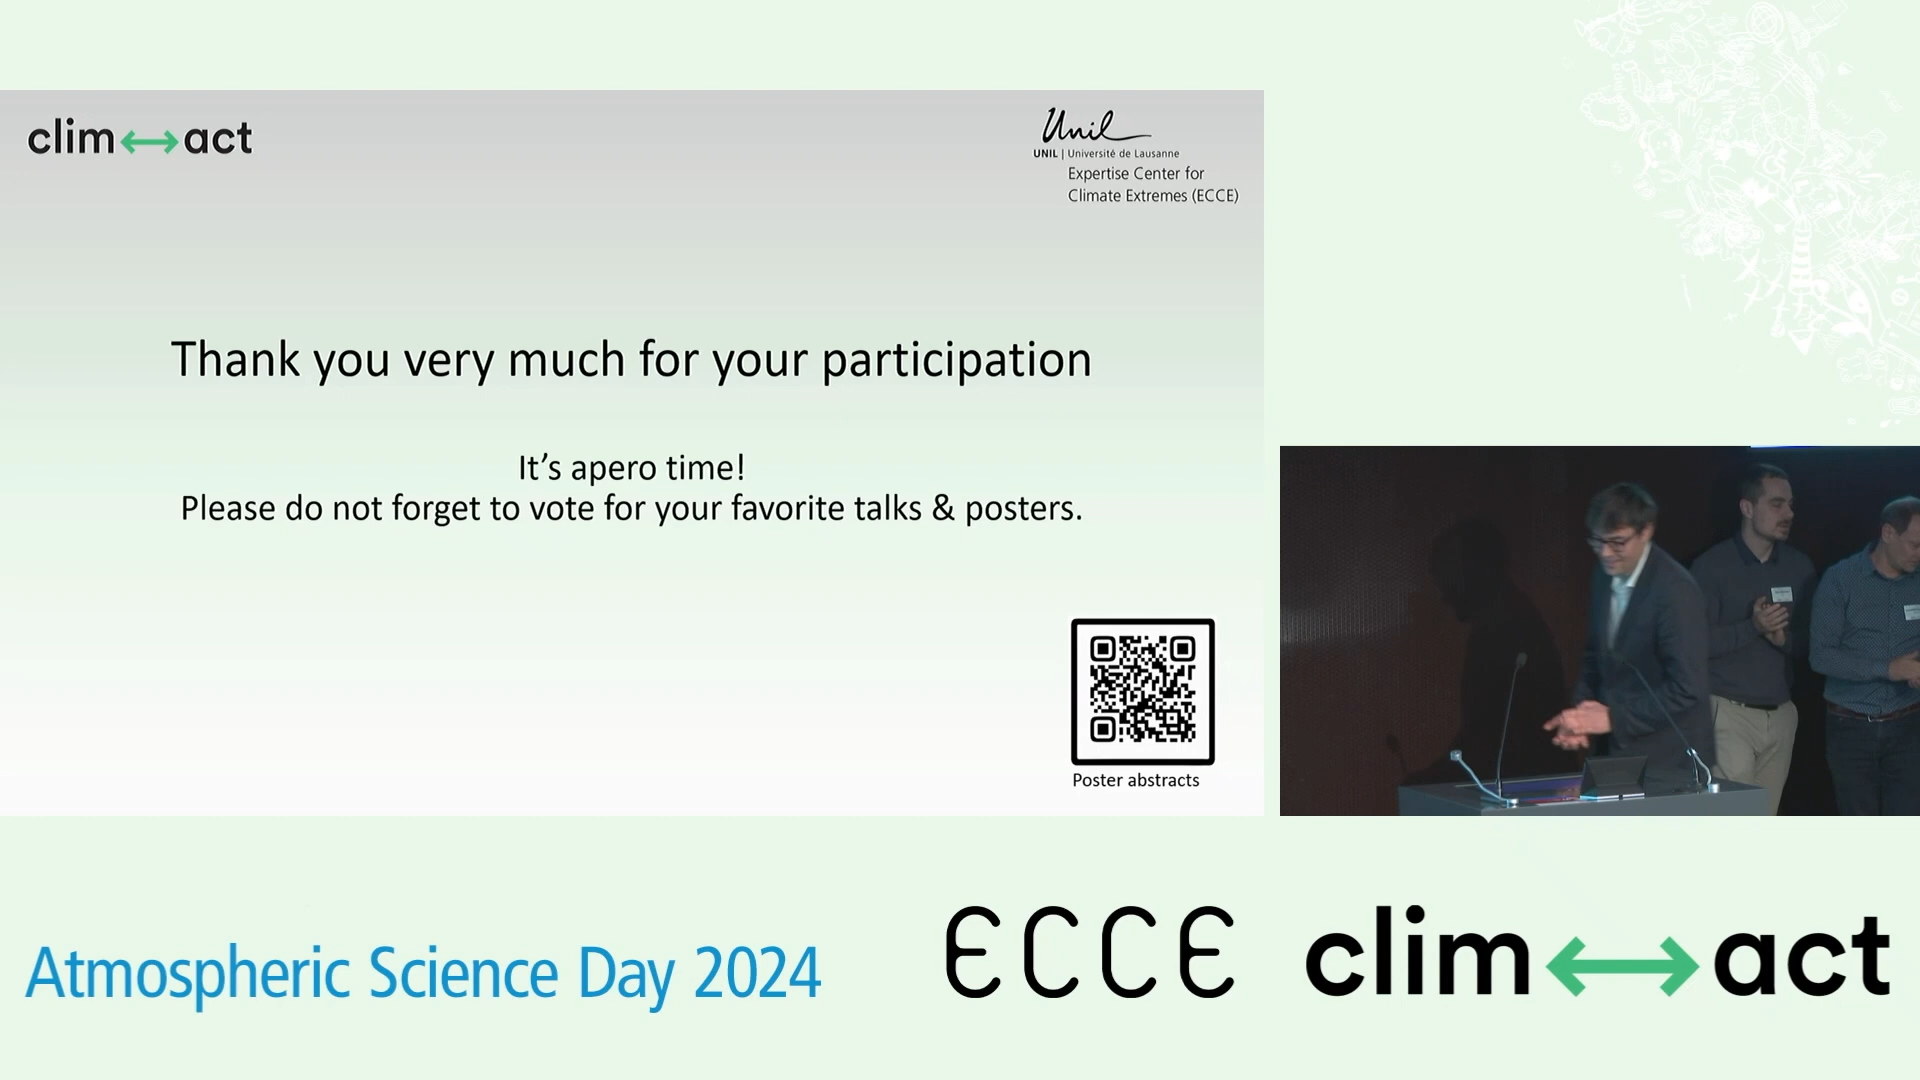 clim act
Unil
UNIL | Université de Lausanne
Expertise Center for
Climate Extremes (ECCE)
Thank you very much for your participation
It's apero time!
Please do not forget to vote for your favorite talks & posters.
Poster abstracts
Atmospheric Science Day 2024
ECCE
clim act